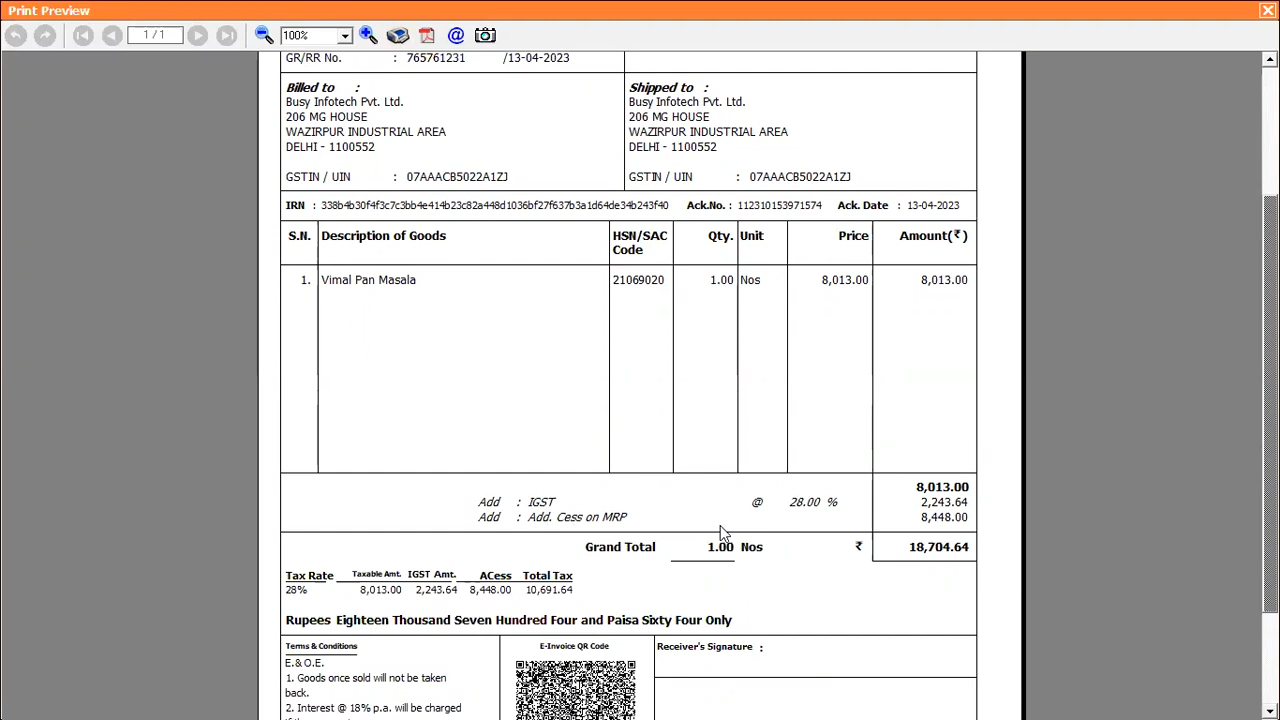 Print Preview
1 / 1 100%
GR/RR No. : 765761231 /13-04-2023
Billed to : Shipped to :
Busy Infotech Pvt. Ltd. Busy Infotech Pvt. Ltd.
206 MG HOUSE 206 MG HOUSE
WAZIRPUR INDUSTRIAL AREA WAZIRPUR INDUSTRIAL AREA
DELHI - 1100552 DELHI - 1100552
GSTIN / UIN : 07AAACB5022A1ZJ GSTIN / UIN : 07AAACB5022A1ZJ
IRN : 338b4b30f4f3c7c3bb4e414b23c82a448d1036bf27f637b3a1d64de34b243f40 Ack.No. : 112310153971574 Ack. Date : 13-04-2023
S.N. Description of Goods HSN/SAC Qty. Unit Price Amount(₹)
Code
1. Vimal Pan Masala 21069020 1.00 Nos 8,013.00 8,013.00
8,013.00
Add : IGST @ 28.00 % 2,243.64
Add : Add. Cess on MRP 8,448.00
Grand Total 1.00 Nos ₹ 18,704.64
Tax Rate Taxable Amt. IGST Amt. ACess Total Tax
28% 8,013.00 2,243.64 8,448.00 10,691.64
Rupees Eighteen Thousand Seven Hundred Four and Paisa Sixty Four Only
Terms & Conditions E-Invoice QR Code Receiver's Signature :
E.& O.E.
1. Goods once sold will not be taken
back.
2. Interest @ 18% p.a. will be charged